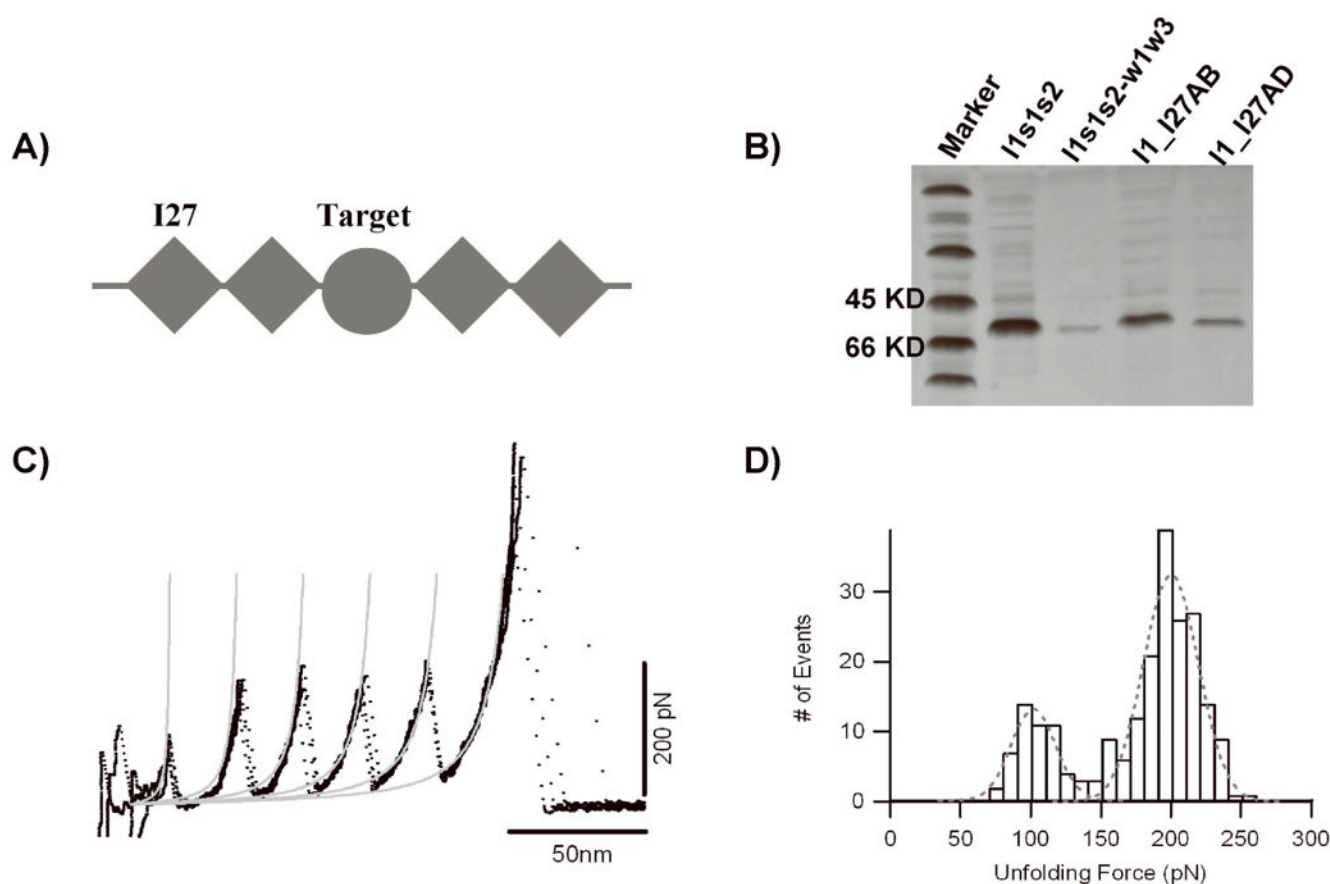 A)
I27 Target
B)
Marker
I1s1s2
I1s1s2-w1w3
I1_I27AB
I1_I27AD
45 KD
66 KD
C)
200 pN
50nm
D)
# of Events
30
20
10
0
0 50 100 150 200 250 300
Unfolding Force (pN)